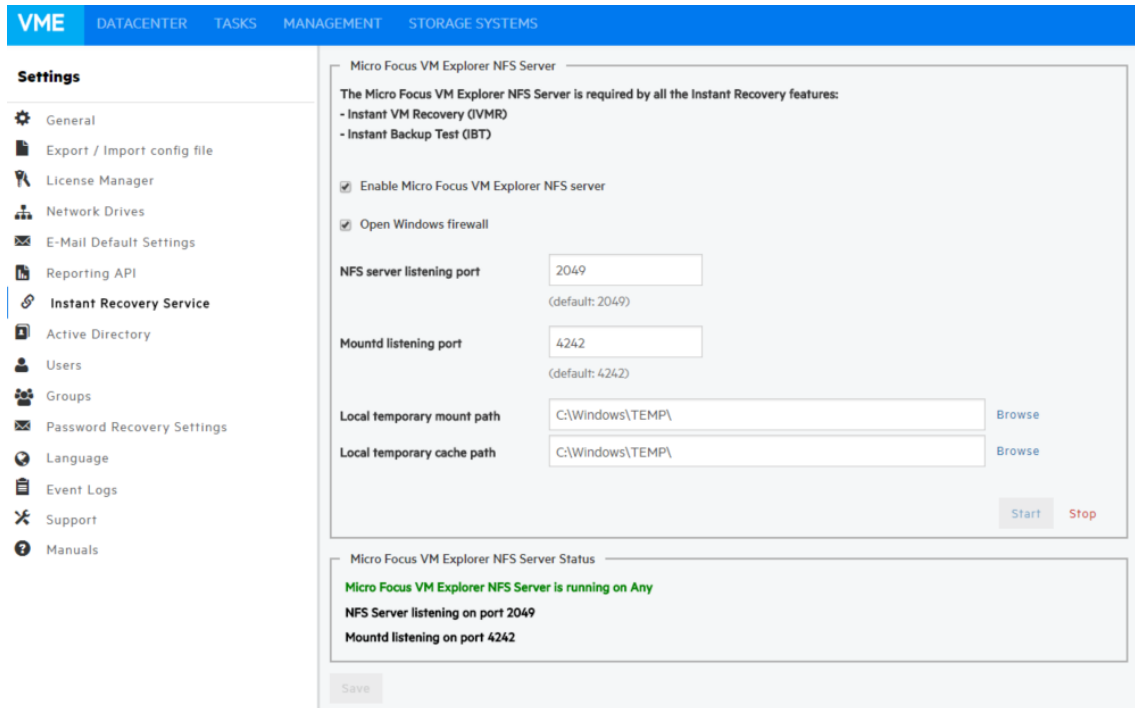 VME DATACENTER TASKS MANAGEMENT STORAGE SYSTEMS
Settings
General
Export / Import config file
License Manager
Network Drives
E-Mail Default Settings
Reporting API
Instant Recovery Service
Active Directory
Users
Groups
Password Recovery Settings
Language
Event Logs
Support
Manuals
Micro Focus VM Explorer NFS Server
The Micro Focus VM Explorer NFS Server is required by all the Instant Recovery features:
- Instant VM Recovery (IVMR)
- Instant Backup Test (IBT)
Enable Micro Focus VM Explorer NFS server
Open Windows firewall
NFS server listening port 2049
(default: 2049)
Mountd listening port 4242
(default: 4242)
Local temporary mount path C:\Windows\TEMP\ Browse
Local temporary cache path C:\Windows\TEMP\ Browse
Start Stop
Micro Focus VM Explorer NFS Server Status
Micro Focus VM Explorer NFS Server is running on Any
NFS Server listening on port 2049
Mountd listening on port 4242
Save